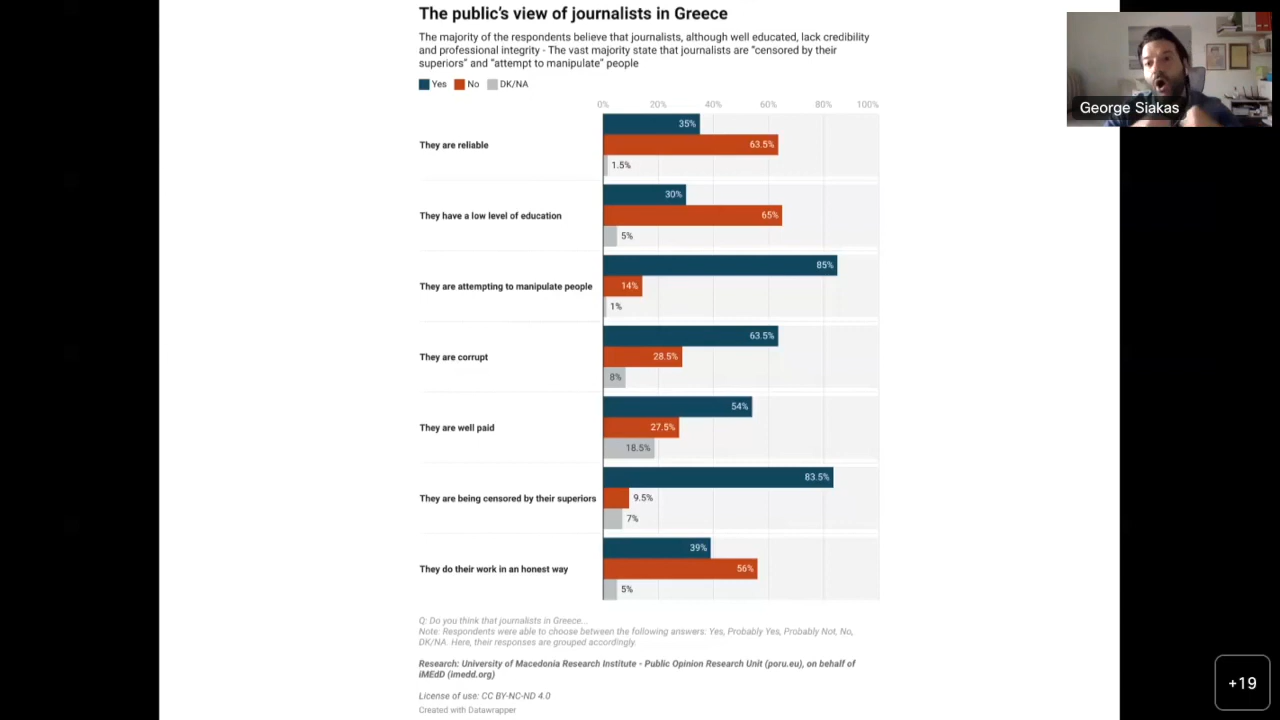 The public's view of journalists in Greece
The majority of the respondents believe that journalists, although well educated, lack credibility
and professional integrity - The vast majority state that journalists are "censored by their
superiors" and "attempt to manipulate" people
Yes No DK/NA
0% 20% 40% 60% 80% 100%
35%
They are reliable 63.5%
1.5%
30%
They have a low level of education 65%
5%
85%
They are attempting to manipulate people 14%
1%
63.5%
They are corrupt 28.5%
8%
54%
They are well paid 27.5%
18.5%
83.5%
They are being censored by their superiors 9.5%
7%
39%
They do their work in an honest way 56%
5%
Q: Do you think that journalists in Greece...
Note: Respondents were able to choose between the following answers: Yes, Probably Yes, Probably Not, No,
DK/NA. Here, their responses are grouped accordingly.
Research: University of Macedonia Research Institute - Public Opinion Research Unit (poru.eu), on behalf of
iMEdD (imedd.org)
License of use: CC BY-NC-ND 4.0
Created with Datawrapper
George Siakas
+19